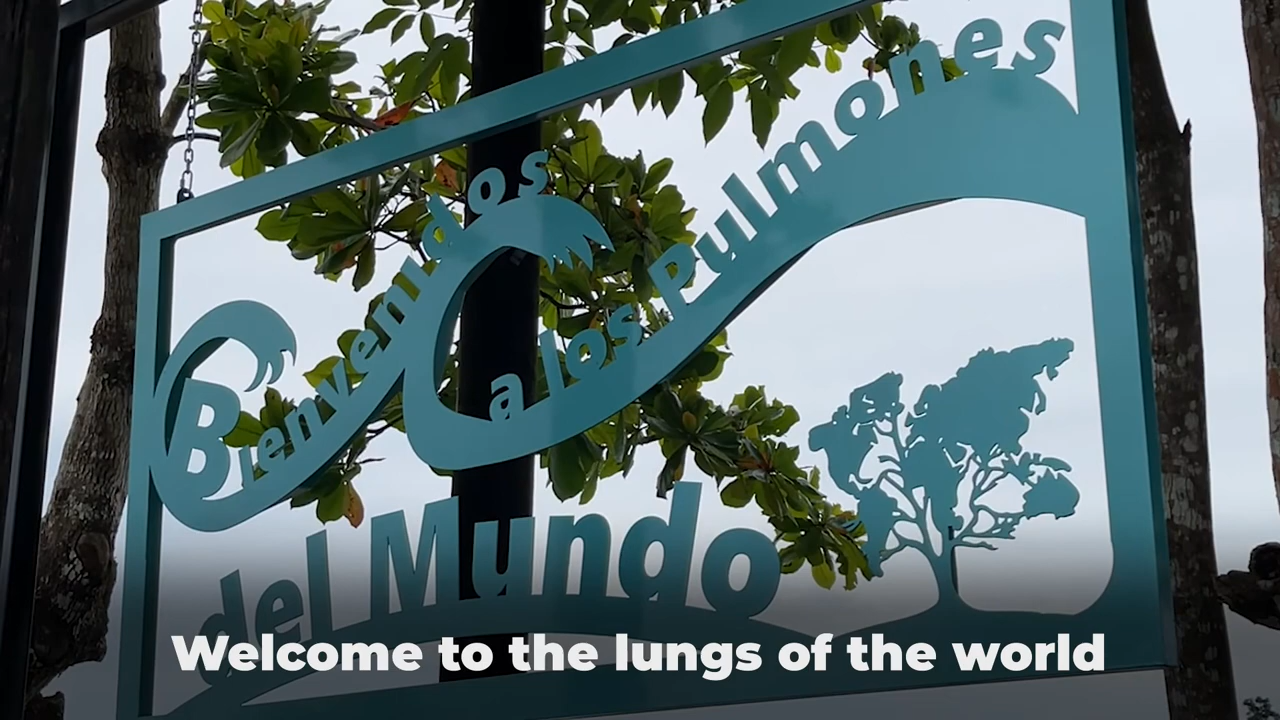 Bienvenidos
a los Pulmones
del Mundo
Welcome to the lungs of the world